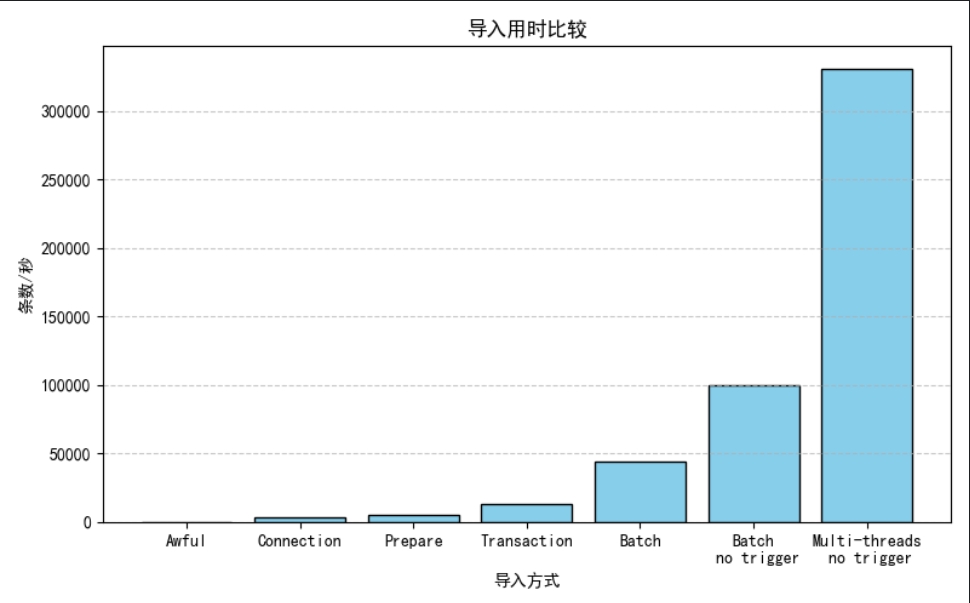 导入用时比较
条数/秒
300000
250000
200000
150000
100000
50000
0
Awful
Connection
Prepare
Transaction
Batch
Batch
no trigger
Multi-threads
no trigger
导入方式